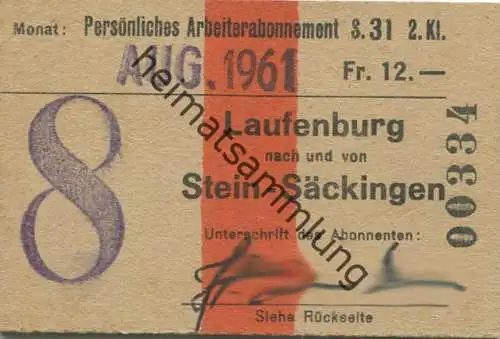 Monat: Persönliches Arbeiterabonnement S.31 2.Kl.
AUG. 1961 Fr. 12.—
8
Laufenburg
nach und von
Stein-Säckingen
00334
Unterschrift des Abonnenten:
Siehe Rückseite
heimatsammlung